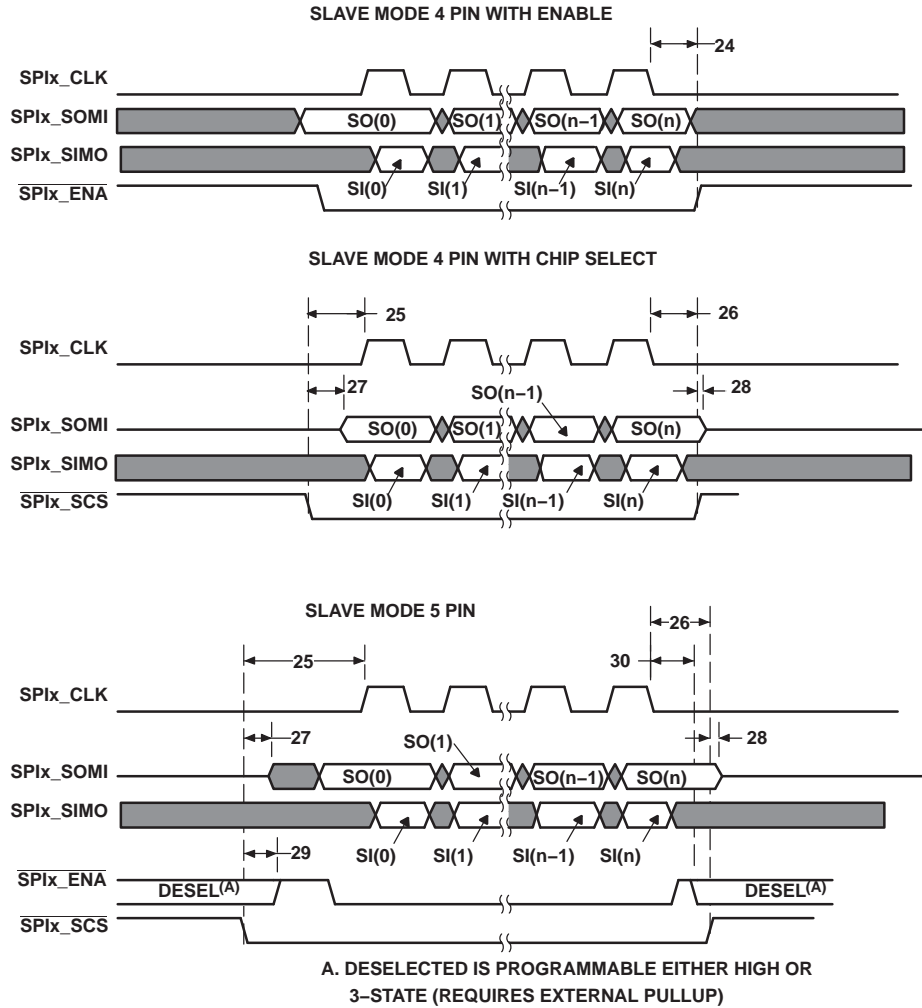 SLAVE MODE 4 PIN WITH ENABLE
24
SPIx_CLK
SPIx_SOMI
SO(0) SO(1) SO(n−1 SO(n)
SPIx_SIMO
SI(0) SI(1) SI(n−1) SI(n)
SPIx_ENA
SLAVE MODE 4 PIN WITH CHIP SELECT
25 26
SPIx_CLK
27 28
SO(n−1)
SPIx_SOMI
SO(0) SO(1) SO(n)
SPIx_SIMO
SI(0) SI(1) SI(n−1) SI(n)
SPIx_SCS
SLAVE MODE 5 PIN
26
25 30
SPIx_CLK
27 28
SO(1)
SPIx_SOMI
SO(0) SO(n−1) SO(n)
SPIx_SIMO
29 SI(0) SI(1) SI(n−1) SI(n)
SPIx_ENA
DESEL(A) DESEL(A)
SPIx_SCS
A. DESELECTED IS PROGRAMMABLE EITHER HIGH OR
3−STATE (REQUIRES EXTERNAL PULLUP)